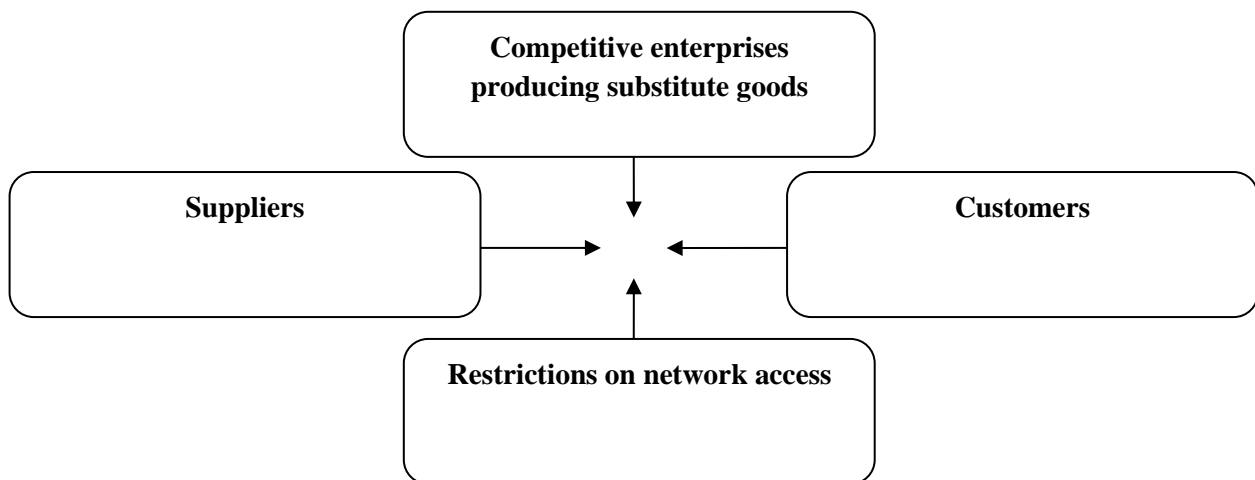 Competitive enterprises
producing substitute goods
Suppliers
Customers
Restrictions on network access